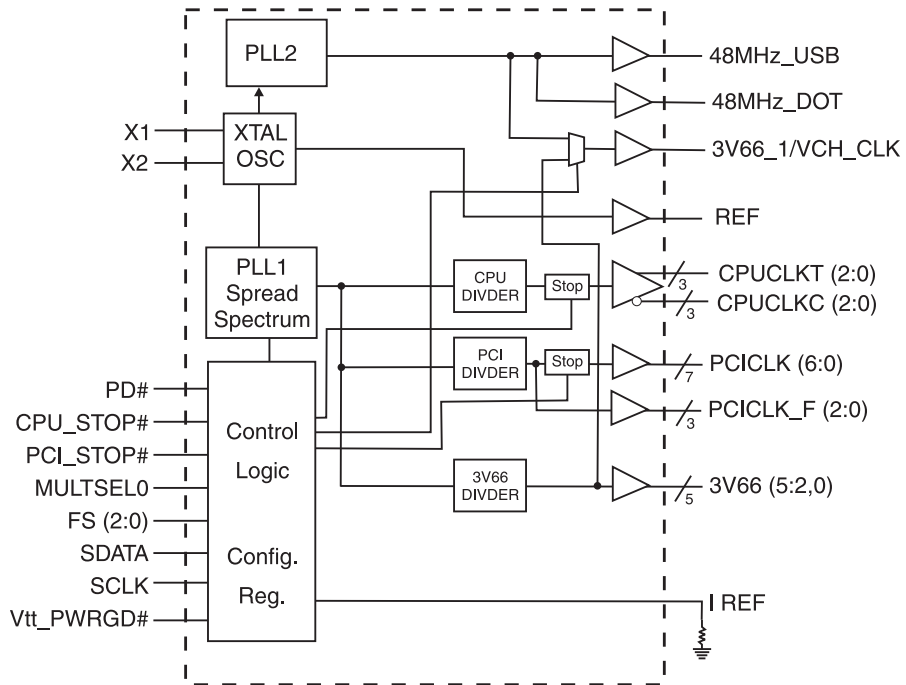 PLL2
48MHz_USB
48MHz_DOT
X1
X2
XTAL
OSC
3V66_1/VCH_CLK
REF
PLL1
Spread
Spectrum
CPU
DIVDER
Stop
3
CPUCLKT (2:0)
3
CPUCLKC (2:0)
PCI
DIVDER
Stop
7
PCICLK (6:0)
3
PCICLK_F (2:0)
PD#
CPU_STOP#
PCI_STOP#
MULTSEL0
FS (2:0)
SDATA
SCLK
Vtt_PWRGD#
Control
Logic
Config.
Reg.
3V66
DIVDER
5
3V66 (5:2,0)
I REF